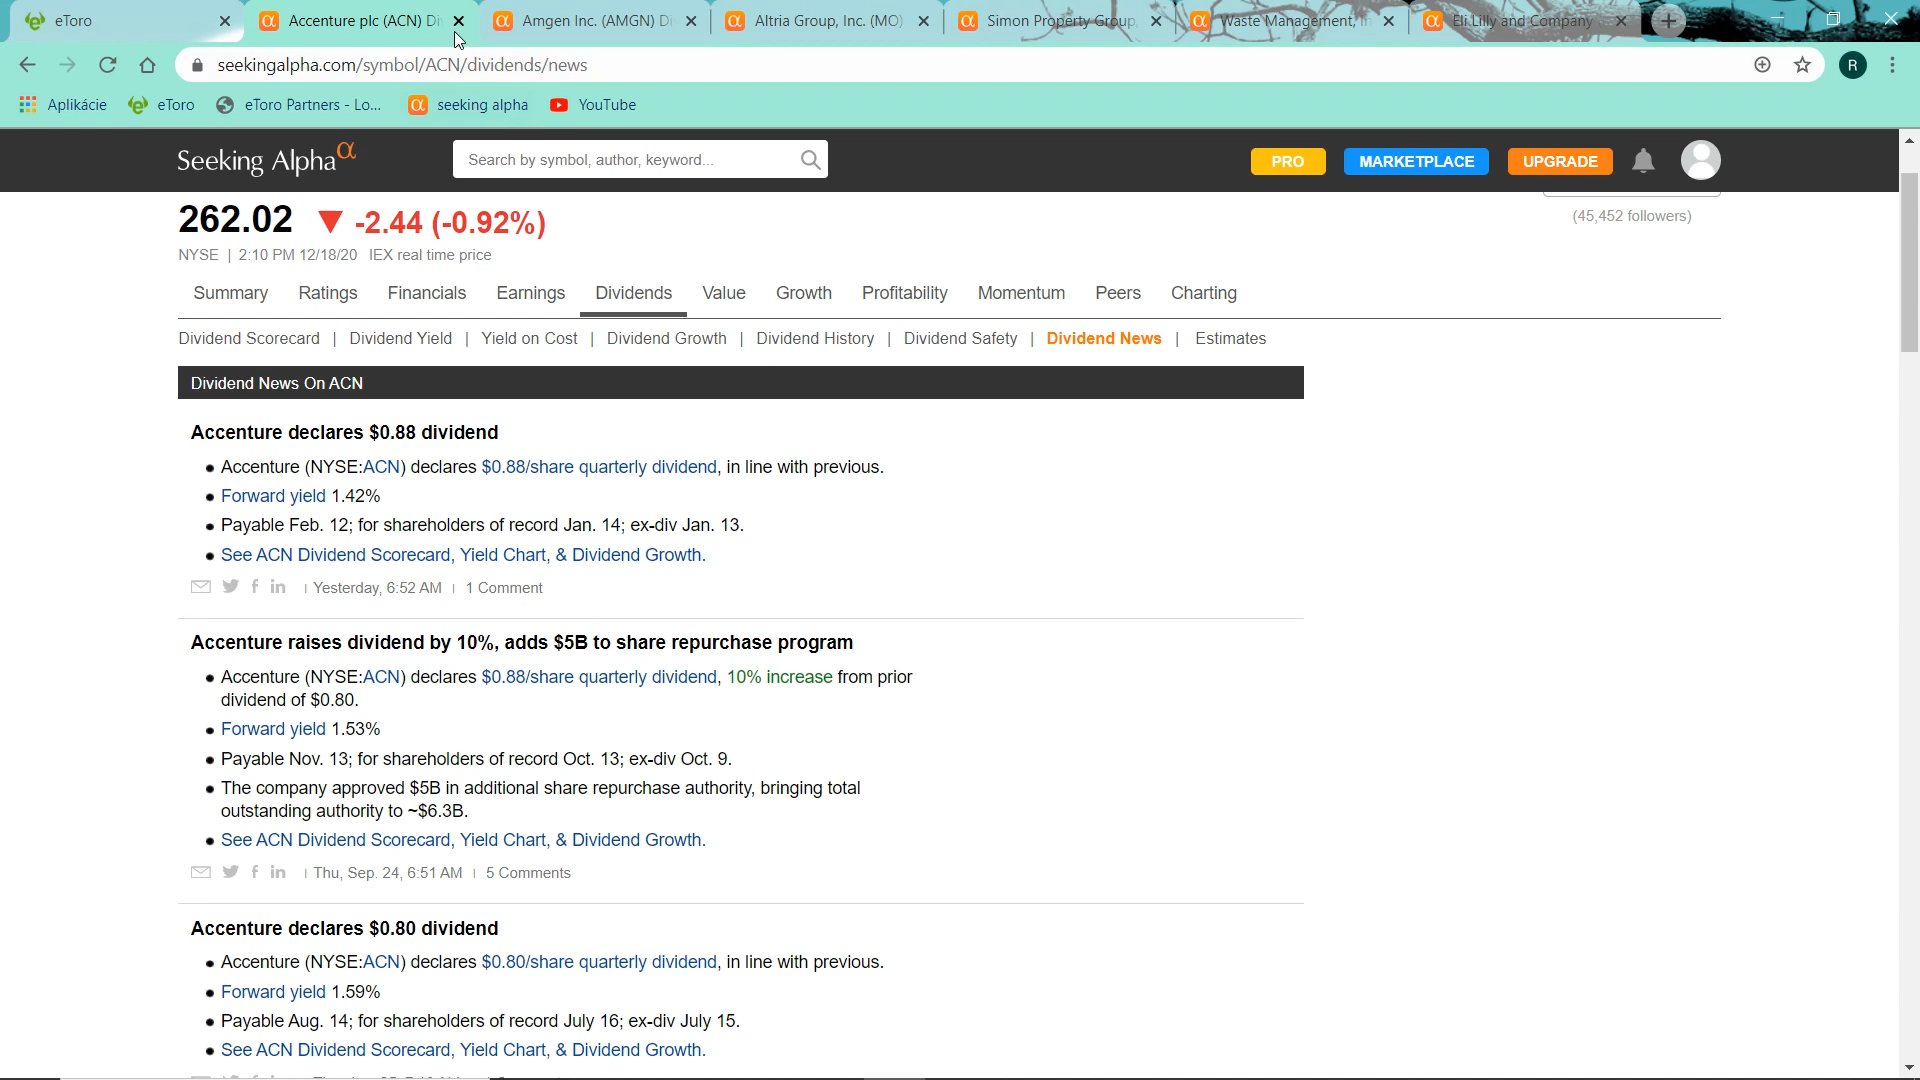 eToro
Accenture plc (ACN) Di
Amgen Inc. (AMGN) Di
Altria Group, Inc. (MO)
Simon Property Group,
Waste Management, In
Eli Lilly and Company
seekingalpha.com/symbol/ACN/dividends/news
R
Aplikácie
eToro
eToro Partners - Lo...
seeking alpha
YouTube
Seeking Alpha α
Search by symbol, author, keyword...
PRO
MARKETPLACE
UPGRADE
262.02 ▼ -2.44 (-0.92%)
(45,452 followers)
NYSE | 2:10 PM 12/18/20 IEX real time price
Summary Ratings Financials Earnings Dividends Value Growth Profitability Momentum Peers Charting
Dividend Scorecard | Dividend Yield | Yield on Cost | Dividend Growth | Dividend History | Dividend Safety | Dividend News | Estimates
Dividend News On ACN
Accenture declares $0.88 dividend
• Accenture (NYSE:ACN) declares $0.88/share quarterly dividend, in line with previous.
• Forward yield 1.42%
• Payable Feb. 12; for shareholders of record Jan. 14; ex-div Jan. 13.
• See ACN Dividend Scorecard, Yield Chart, & Dividend Growth.
| Yesterday, 6:52 AM | 1 Comment
Accenture raises dividend by 10%, adds $5B to share repurchase program
• Accenture (NYSE:ACN) declares $0.88/share quarterly dividend, 10% increase from prior
dividend of $0.80.
• Forward yield 1.53%
• Payable Nov. 13; for shareholders of record Oct. 13; ex-div Oct. 9.
• The company approved $5B in additional share repurchase authority, bringing total
outstanding authority to ~$6.3B.
• See ACN Dividend Scorecard, Yield Chart, & Dividend Growth.
| Thu, Sep. 24, 6:51 AM | 5 Comments
Accenture declares $0.80 dividend
• Accenture (NYSE:ACN) declares $0.80/share quarterly dividend, in line with previous.
• Forward yield 1.59%
• Payable Aug. 14; for shareholders of record July 16; ex-div July 15.
• See ACN Dividend Scorecard, Yield Chart, & Dividend Growth.